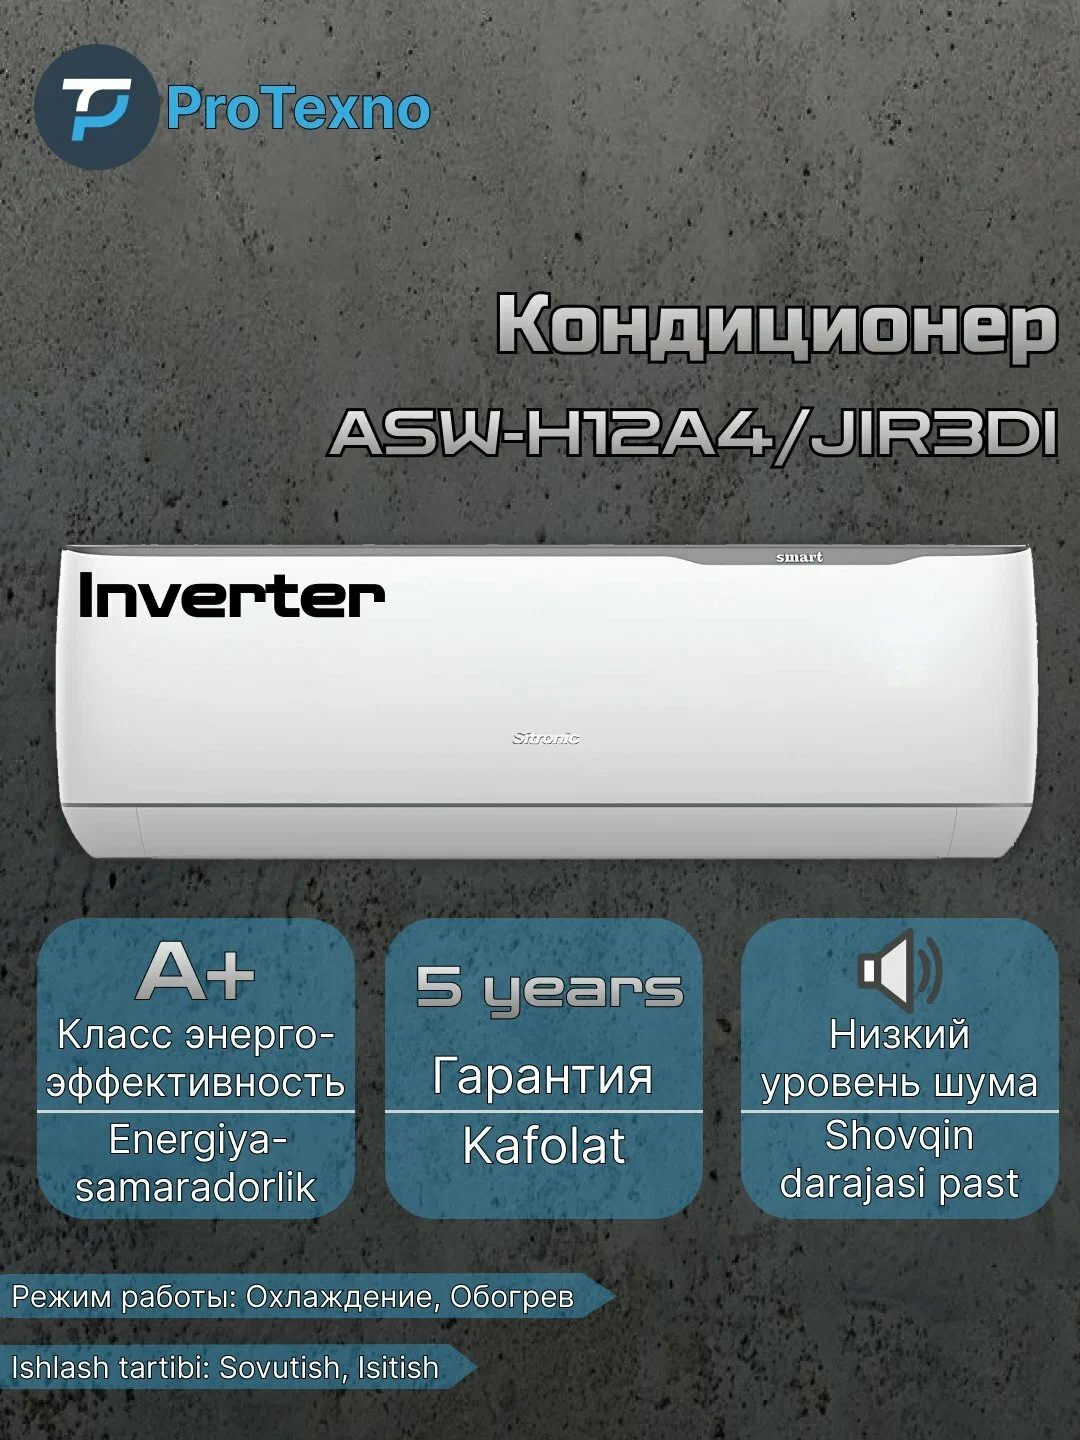 ProTexno
Кондиционер
ASW-H12A4/JIR3DI
smart
Inverter
Sitronic
A+
Класс энерго-
эффективность
Energiya-
samaradorlik
5 years
Гарантия
Kafolat
Низкий
уровень шума
Shovqin
darajasi past
Режим работы: Охлаждение, Обогрев
Ishlash tartibi: Sovutish, Isitish